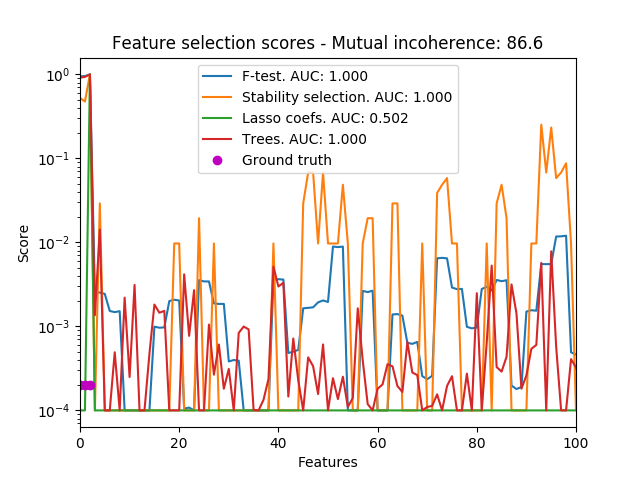 Feature selection scores - Mutual incoherence: 86.6
F-test. AUC: 1.000
Stability selection. AUC: 1.000
Lasso coefs. AUC: 0.502
Trees. AUC: 1.000
Ground truth
Score
10⁰
10⁻¹
10⁻²
10⁻³
10⁻⁴
0 20 40 60 80 100
Features